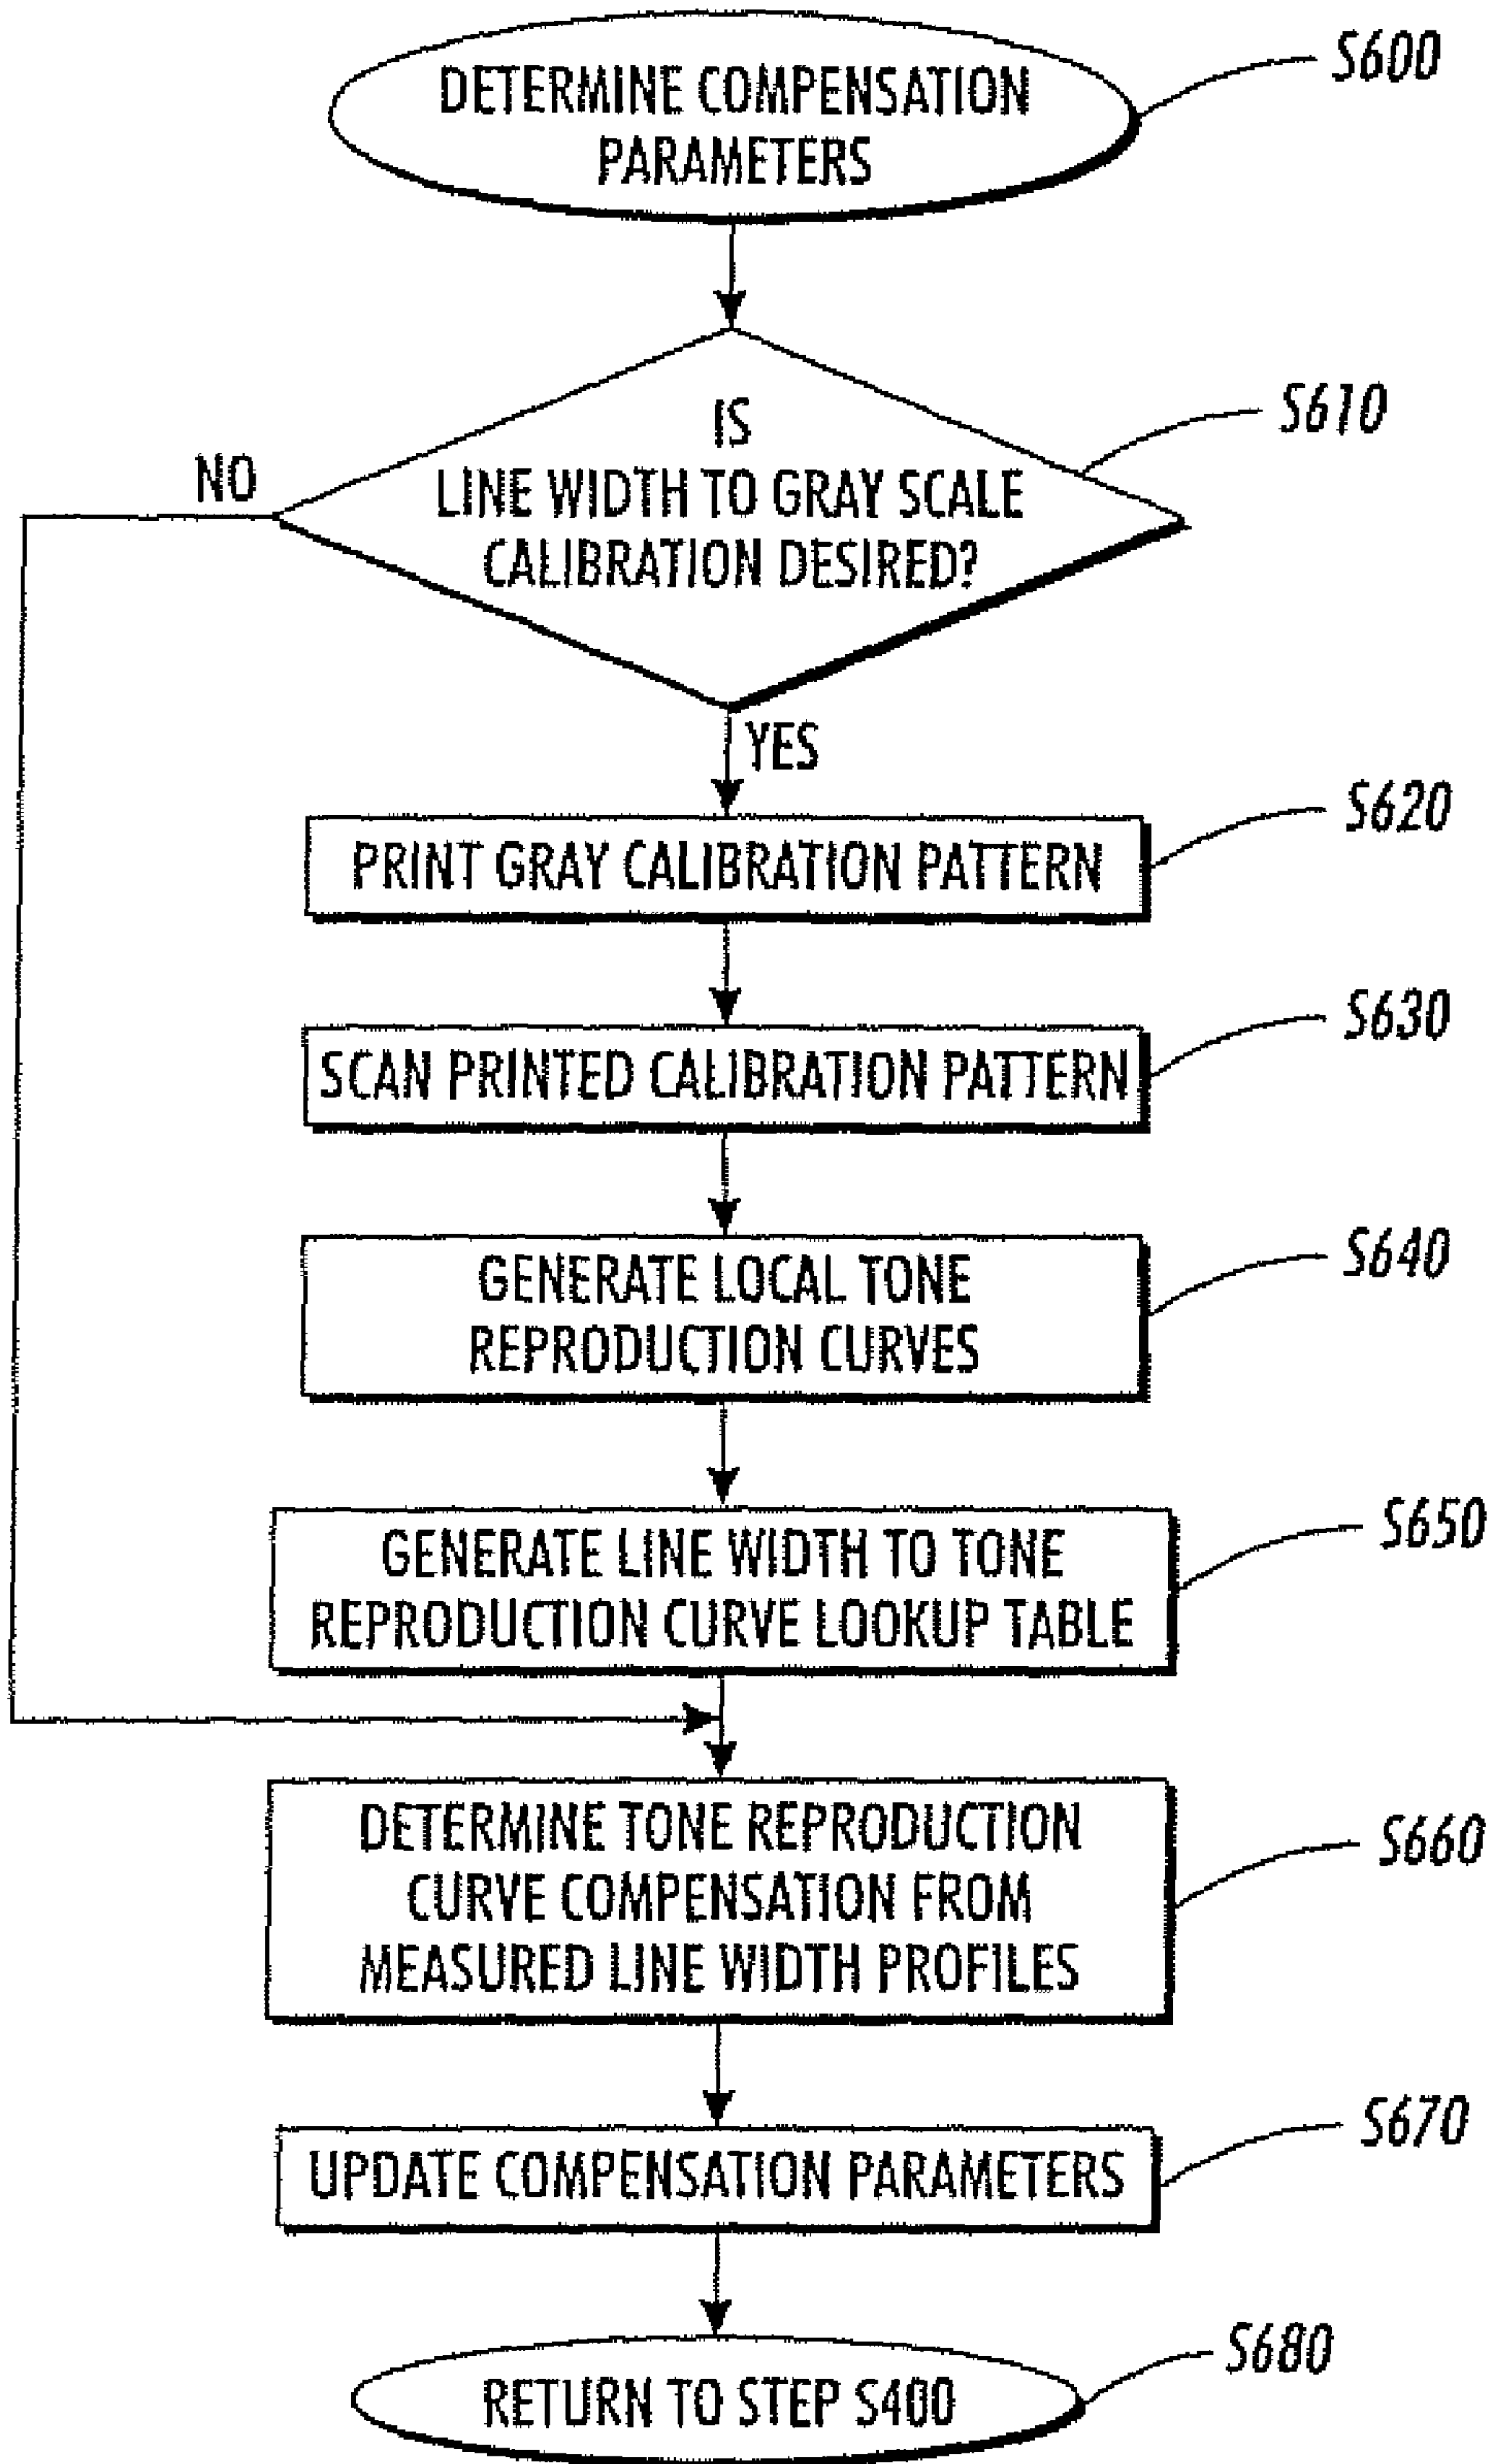 DETERMINE COMPENSATION
PARAMETERS
S600
IS
LINE WIDTH TO GRAY SCALE
CALIBRATION DESIRED?
S610
NO
YES
PRINT GRAY CALIBRATION PATTERN
S620
SCAN PRINTED CALIBRATION PATTERN
S630
GENERATE LOCAL TONE
REPRODUCTION CURVES
S640
GENERATE LINE WIDTH TO TONE
REPRODUCTION CURVE LOOKUP TABLE
S650
DETERMINE TONE REPRODUCTION
CURVE COMPENSATION FROM
MEASURED LINE WIDTH PROFILES
S660
UPDATE COMPENSATION PARAMETERS
S670
RETURN TO STEP S400
S680